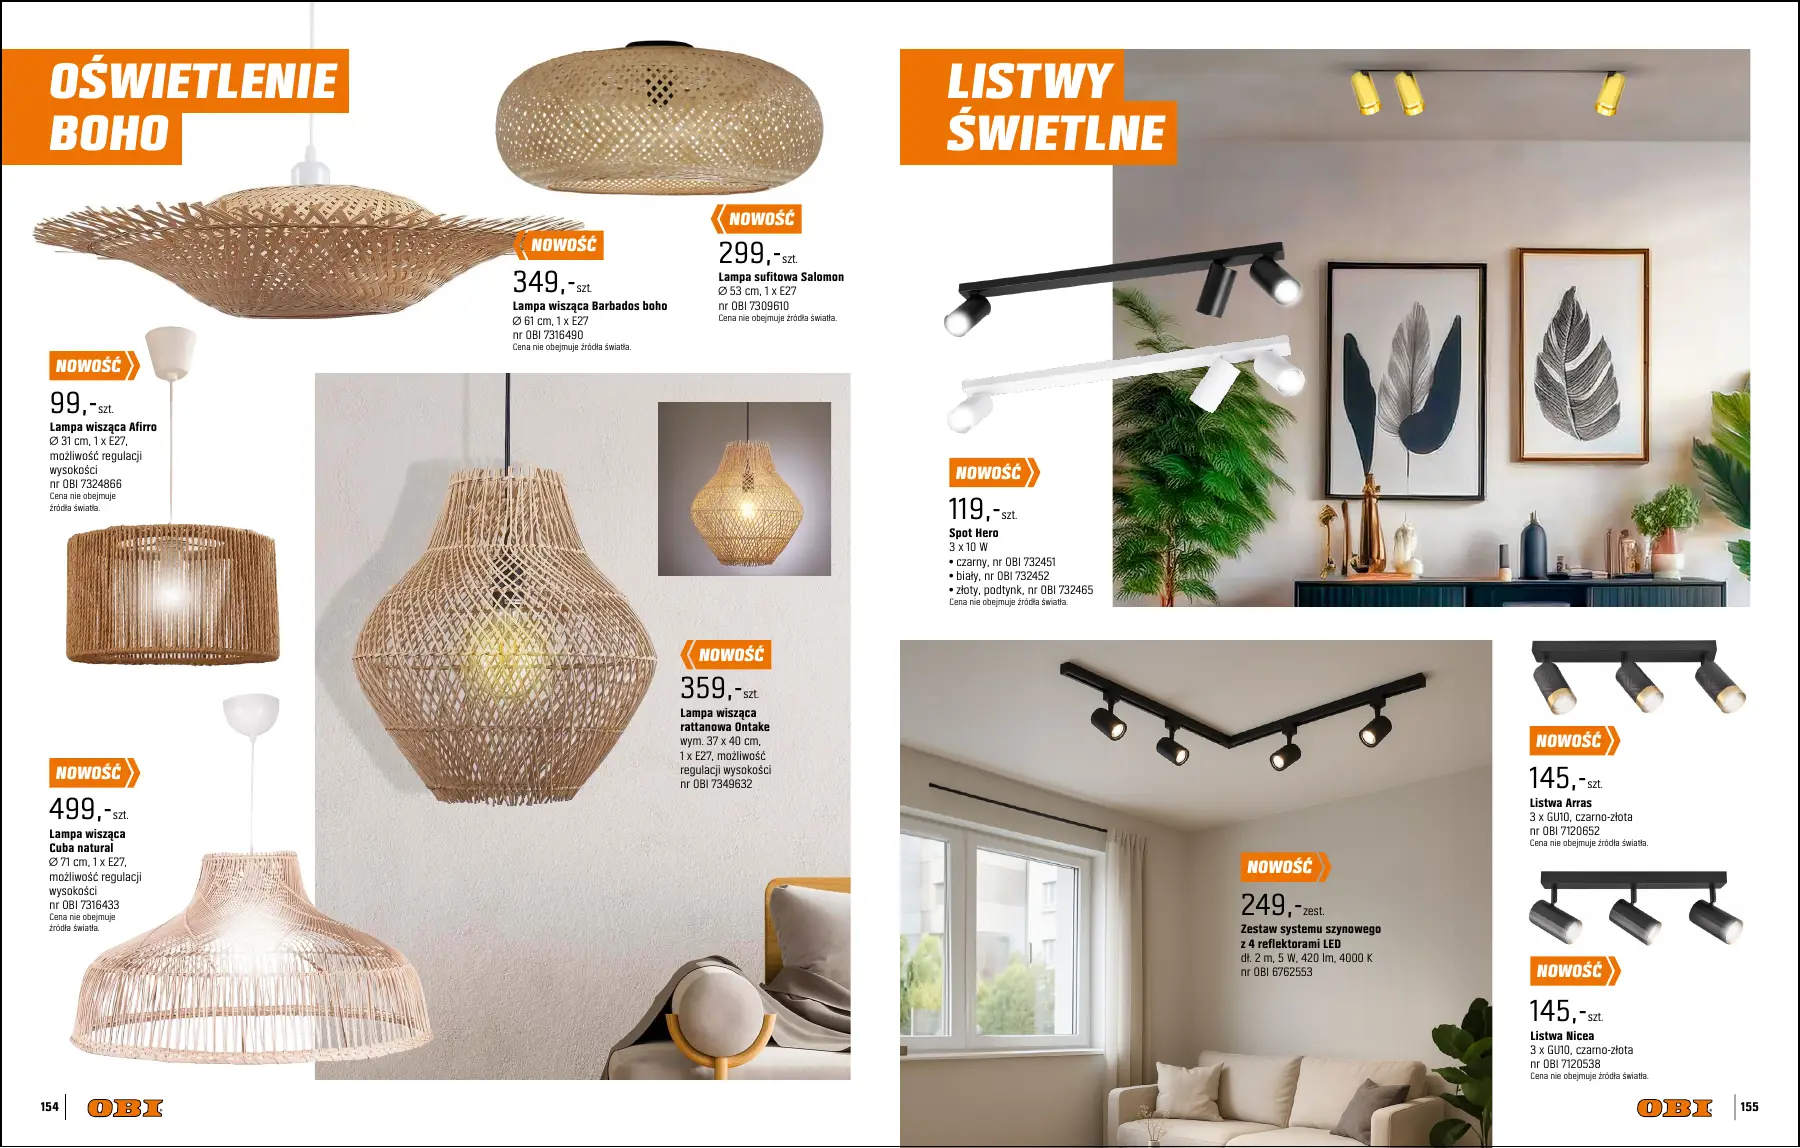 OŚWIETLENIE
BOHO
NOWOŚĆ
299,-szt.
Lampa sufitowa Salomon
Ø 53 cm, 1 x E27
nr OBI 7309610
Cena nie obejmuje źródła światła.
NOWOŚĆ
349,-szt.
Lampa wisząca Barbados boho
Ø 61 cm, 1 x E27
nr OBI 7316490
Cena nie obejmuje źródła światła.
NOWOŚĆ
99,-szt.
Lampa wisząca Afirro
Ø 31 cm, 1 x E27,
możliwość regulacji
wysokości
nr OBI 7324866
Cena nie obejmuje
źródła światła.
NOWOŚĆ
359,-szt.
Lampa wisząca
rattanowa Ontake
wym. 37 x 40 cm,
1 x E27, możliwość
regulacji wysokości
nr OBI 7349632
NOWOŚĆ
499,-szt.
Lampa wisząca
Cuba natural
Ø 71 cm, 1 x E27,
możliwość regulacji
wysokości
nr OBI 7316433
Cena nie obejmuje
źródła światła.
154
OBI
LISTWY
ŚWIETLNE
NOWOŚĆ
119,-szt.
Spot Hero
3 x 10 W
• czarny, nr OBI 732451
• biały, nr OBI 732452
• złoty, podtynk, nr OBI 732465
Cena nie obejmuje źródła światła.
NOWOŚĆ
249,-zest.
Zestaw systemu szynowego
z 4 reflektorami LED
dł. 2 m, 5 W, 420 lm, 4000 K
nr OBI 6762553
NOWOŚĆ
145,-szt.
Listwa Arras
3 x GU10, czarno-złota
nr OBI 7120652
Cena nie obejmuje źródła światła.
NOWOŚĆ
145,-szt.
Listwa Nicea
3 x GU10, czarno-złota
nr OBI 7120538
Cena nie obejmuje źródła światła.
OBI
155